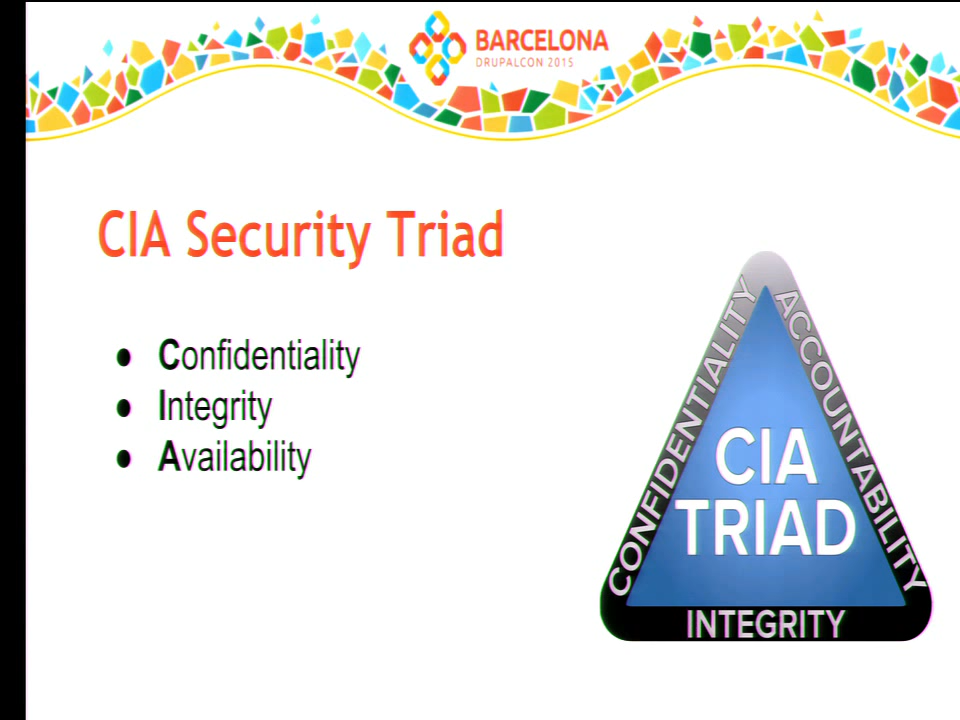 BARCELONA
DRUPALCON 2015
CIA Security Triad
• Confidentiality
• Integrity
• Availability
CONFIDENTIALITY
ACCOUNTABILITY
CIA
TRIAD
INTEGRITY